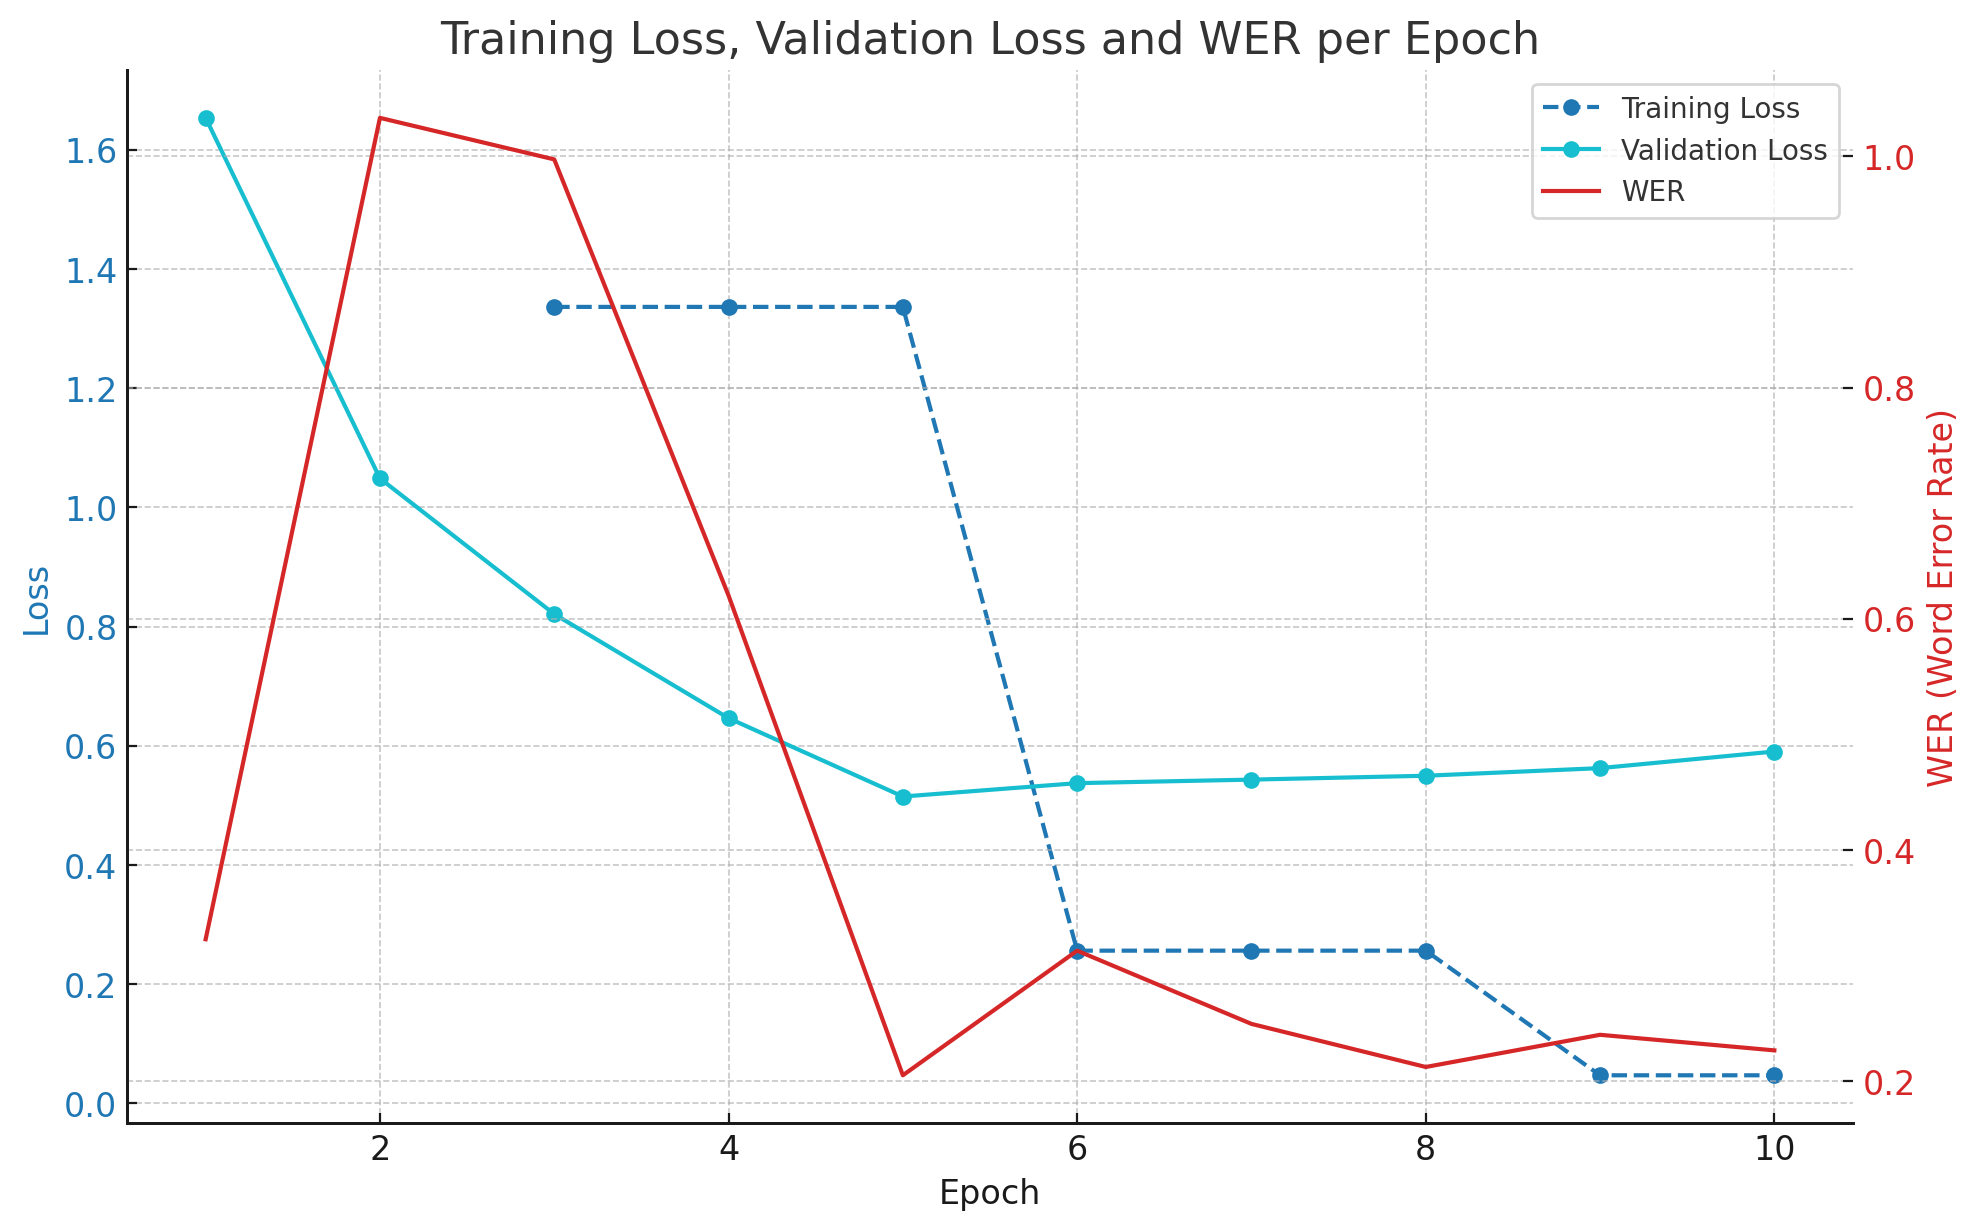 Training Loss, Validation Loss and WER per Epoch
Training Loss
Validation Loss
WER
Loss
1.6
1.4
1.2
1.0
0.8
0.6
0.4
0.2
0.0
1.0
0.8
0.6
0.4
0.2
WER (Word Error Rate)
2 4 6 8 10
Epoch